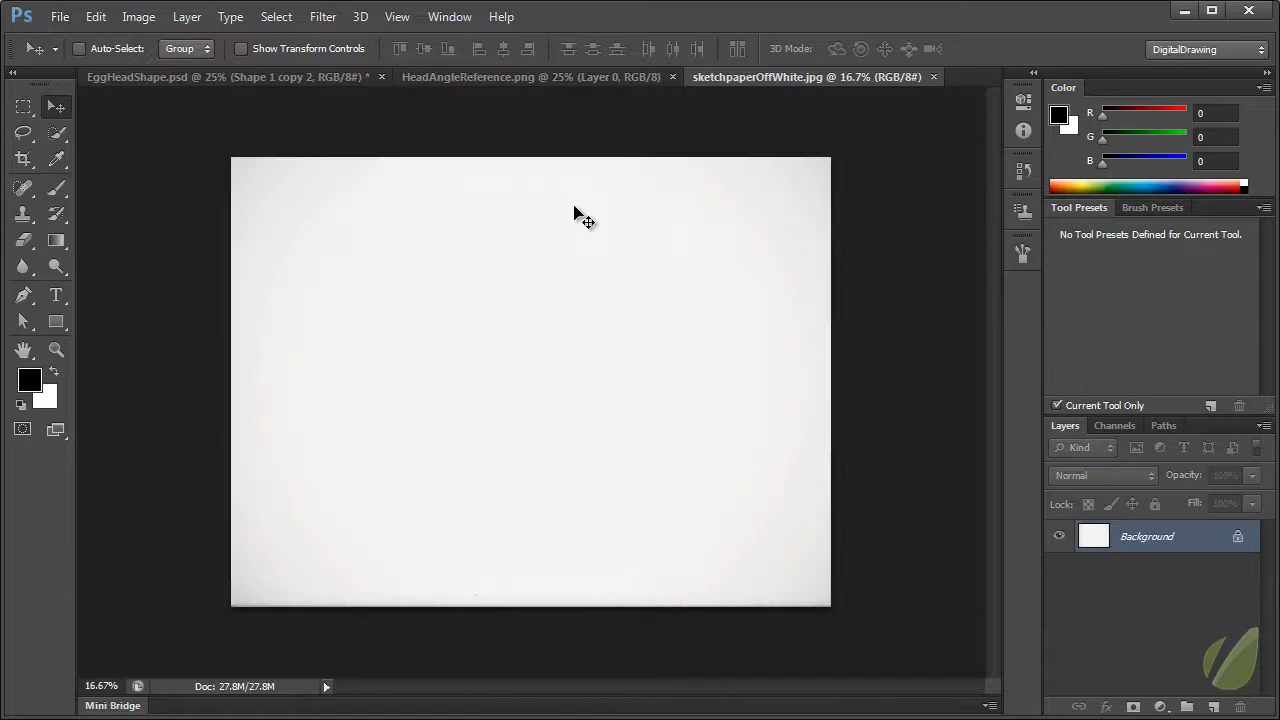 Ps File Edit Image Layer Type Select Filter 3D View Window Help
Auto-Select: Group Show Transform Controls 3D Mode: DigitalDrawing
EggHeadShape.psd @ 25% (Shape 1 copy 2, RGB/8#) * × HeadAngleReference.png @ 25% (Layer 0, RGB/8) × sketchpaperOffWhite.jpg @ 16.7% (RGB/8#) ×
Color
R 0
G 0
B 0
Tool Presets Brush Presets
No Tool Presets Defined for Current Tool.
Current Tool Only
Layers Channels Paths
Kind
Normal Opacity: 100%
Lock: Fill: 100%
Background
16.67% Doc: 27.8M/27.8M
Mini Bridge